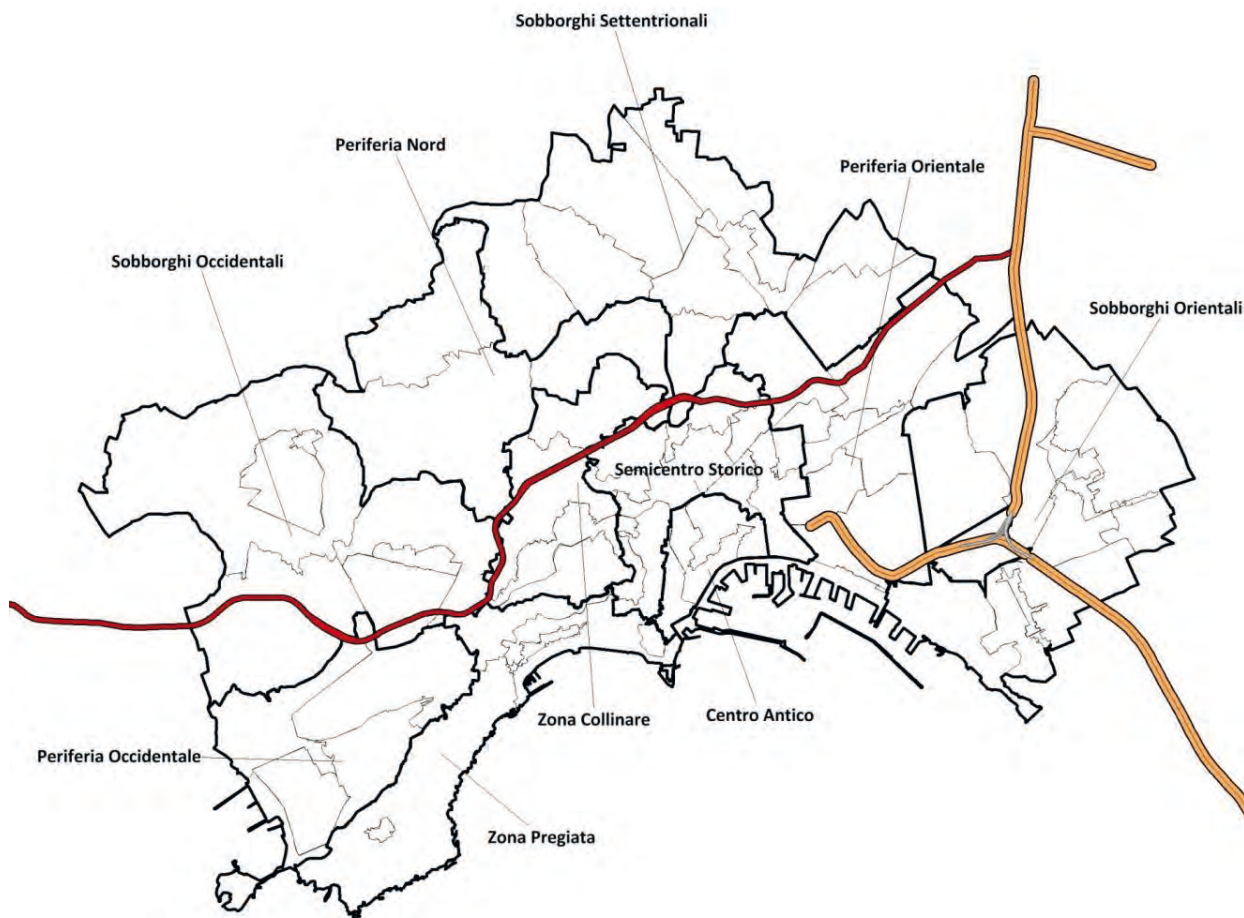 Sobborghi Settentrionali
Periferia Nord
Periferia Orientale
Sobborghi Occidentali
Sobborghi Orientali
Semicentro Storico
Zona Collinare
Centro Antico
Periferia Occidentale
Zona Pregiata